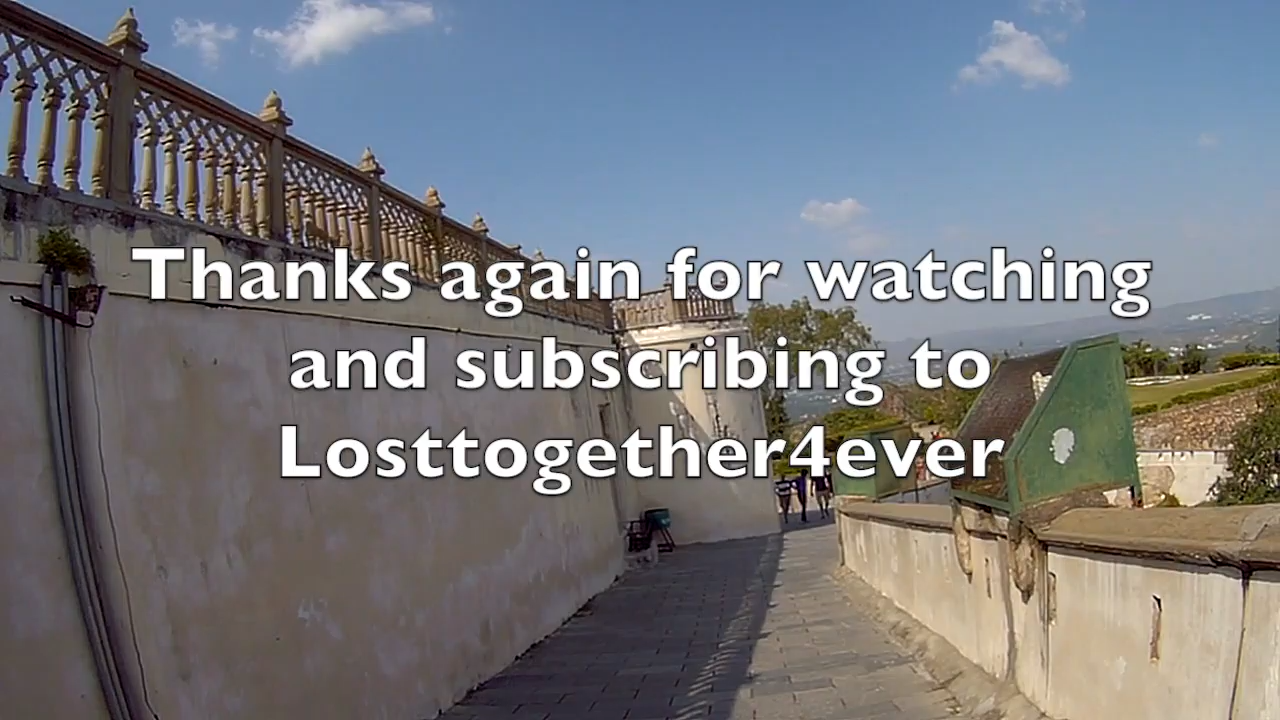 Thanks again for watching
and subscribing to
Losttogether4ever